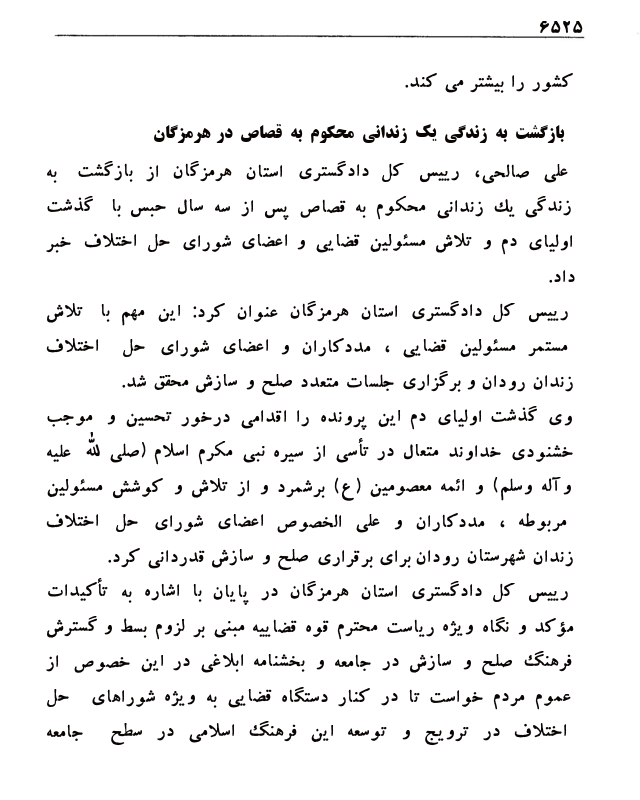 ۶۵۲۵
کشور را بیشتر می کند.
بازگشت به زندگی یک زندانی محکوم به قصاص در هرمزگان
علی صالحی، رییس کل دادگستری استان هرمزگان از بازگشت به
زندگی یك زندانی محکوم به قصاص پس از سه سال حبس با گذشت
اولیای دم و تلاش مسئولین قضایی و اعضای شورای حل اختلاف خبر
داد.
رییس کل دادگستری استان هرمزگان عنوان کرد: این مهم با تلاش
مستمر مسئولین قضایی ، مددکاران و اعضای شورای حل اختلاف
زندان رودان و برگزاری جلسات متعدد صلح و سازش محقق شد.
وی گذشت اولیای دم این پرونده را اقدامی درخور تحسین و موجب
خشنودی خداوند متعال در تأسی از سیره نبی مکرم اسلام (صلی لله علیه
و آله وسلم) و ائمه معصومین (ع) برشمرد و از تلاش و کوشش مسئولین
مربوطه ، مددکاران و علی الخصوص اعضای شورای حل اختلاف
زندان شهرستان رودان برای برقراری صلح و سازش قدردانی کرد.
رییس کل دادگستری استان هرمزگان در پایان با اشاره به تأکیدات
مؤکد و نگاه ویژه ریاست محترم قوه قضاییه مبنی بر لزوم بسط و گسترش
فرهنگ صلح و سازش در جامعه و بخشنامه ابلاغی در این خصوص از
عموم مردم خواست تا در کنار دستگاه قضایی به ویژه شوراهای حل
اختلاف در ترویج و توسعه این فرهنگ اسلامی در سطح جامعه